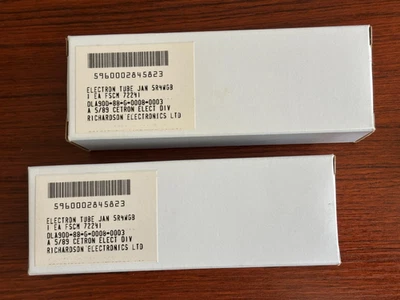 5960002845823
ELECTRON TUBE JAN 5R4WGB
1 EA FSCM 72241
DLA900-88-G-0008-0003
A 5/89 CETRON ELECT DIV
RICHARDSON ELECTRONICS LTD
5960002845823
ELECTRON TUBE JAN 5R4WGB
1 EA FSCM 72241
DLA900-88-G-0008-0003
A 5/89 CETRON ELECT DIV
RICHARDSON ELECTRONICS LTD